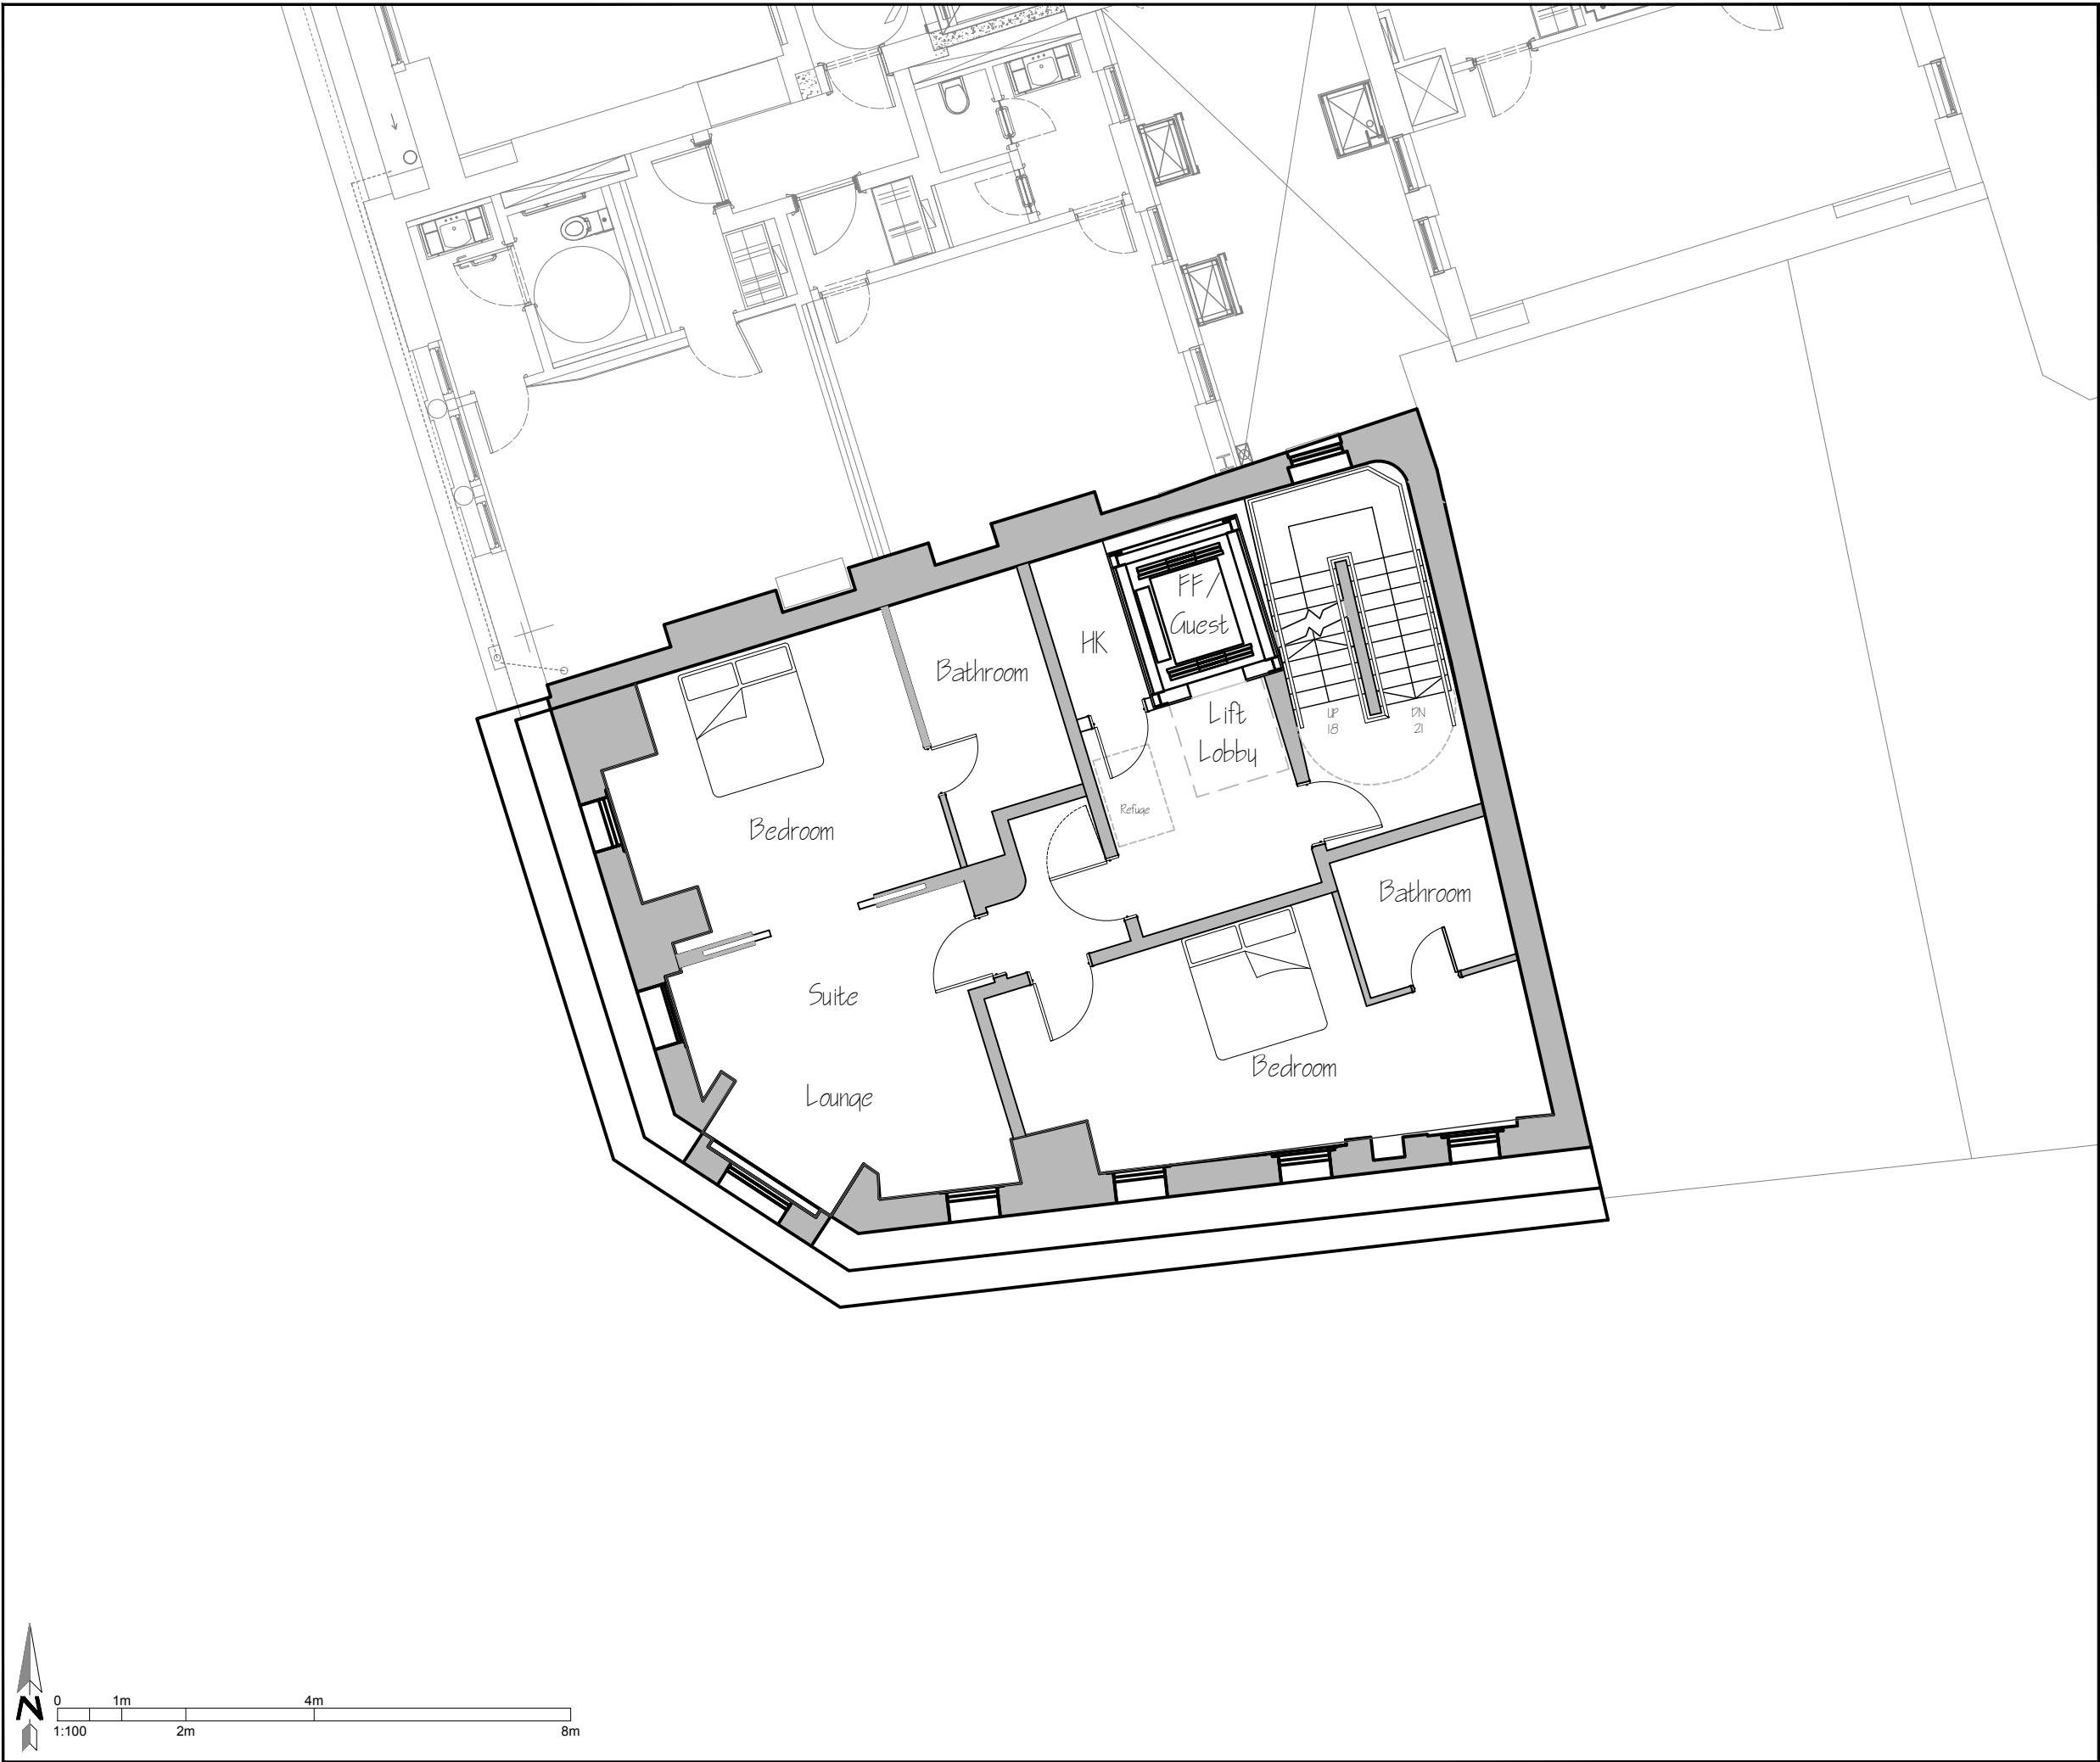 FF/
Guest
HK
Bathroom
Lift
Lobby
UP
18
DN
21
Refuge
Bedroom
Bathroom
Suite
Bedroom
Lounge
N
0 1m 4m
1:100 2m 8m